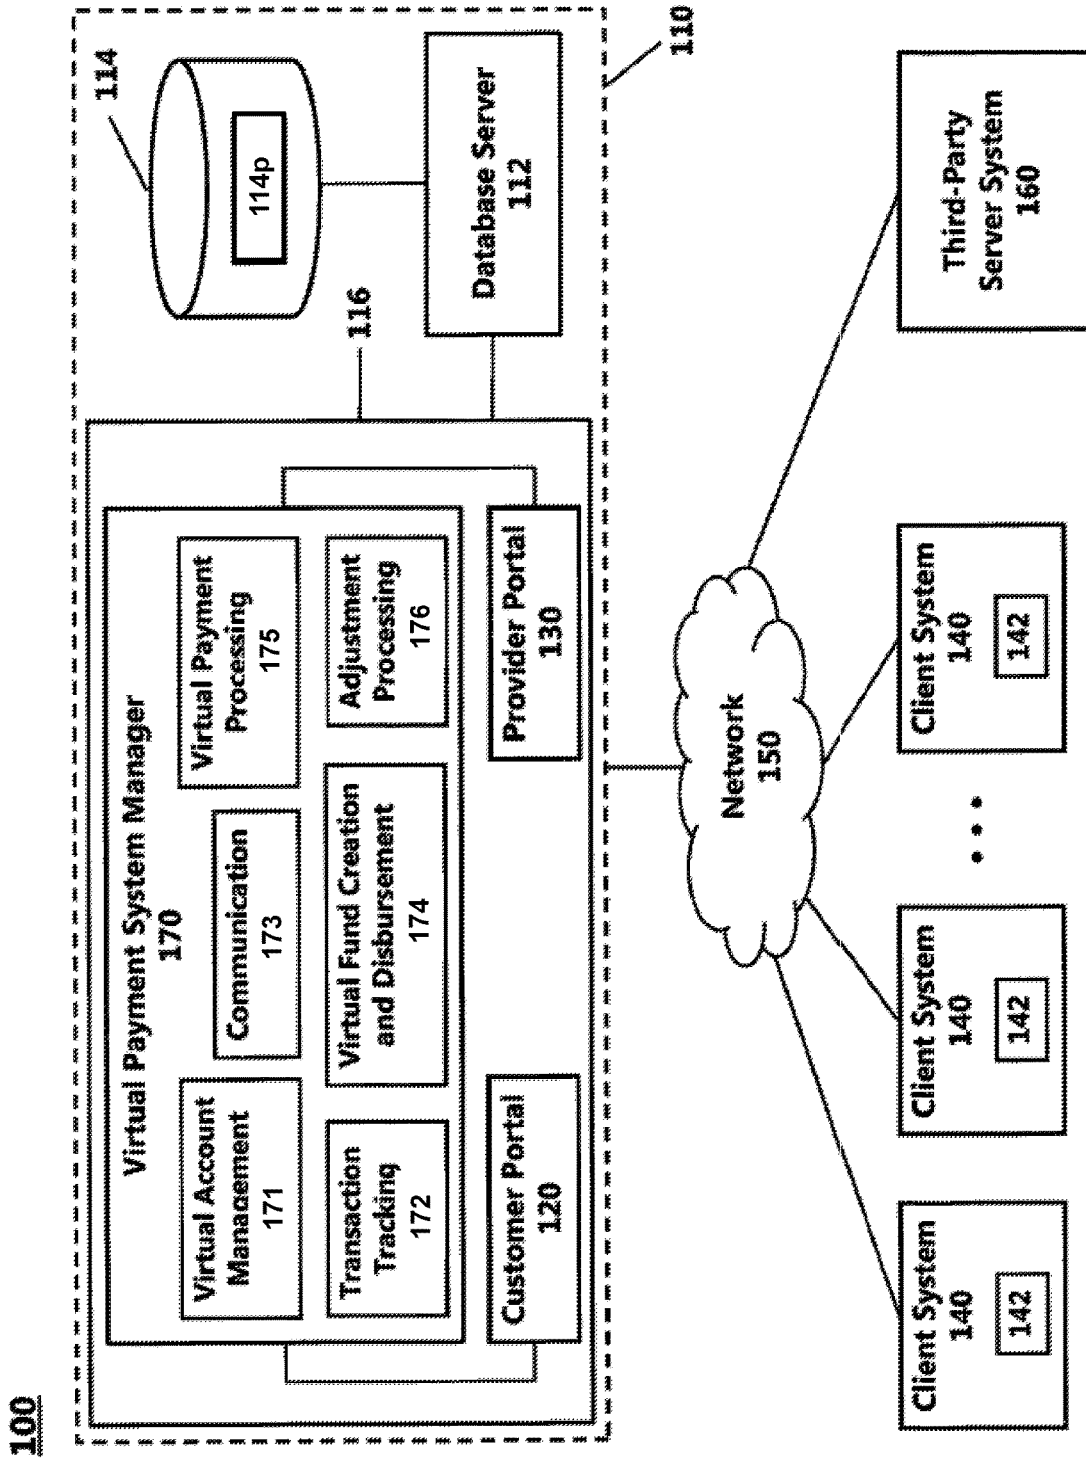 100
Virtual Payment System Manager
170
Virtual Account
Management
171
Communication
173
Virtual Payment
Processing
175
Transaction
Tracking
172
Virtual Fund Creation
and Disbursement
174
Adjustment
Processing
176
Customer Portal
120
Provider Portal
130
116
114
114p
Database Server
112
110
Network
150
Client System
140
142
Client System
140
142
Client System
140
142
Third-Party
Server System
160